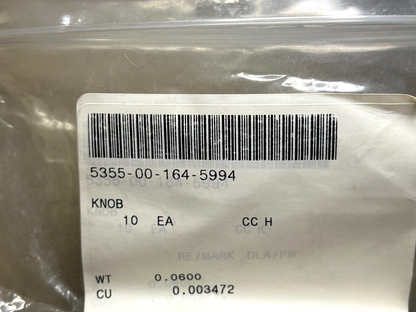 5355-00-164-5994
KNOB
10 EA CC H
RE/MARK DLA/PW
WT 0.0600
CU 0.003472